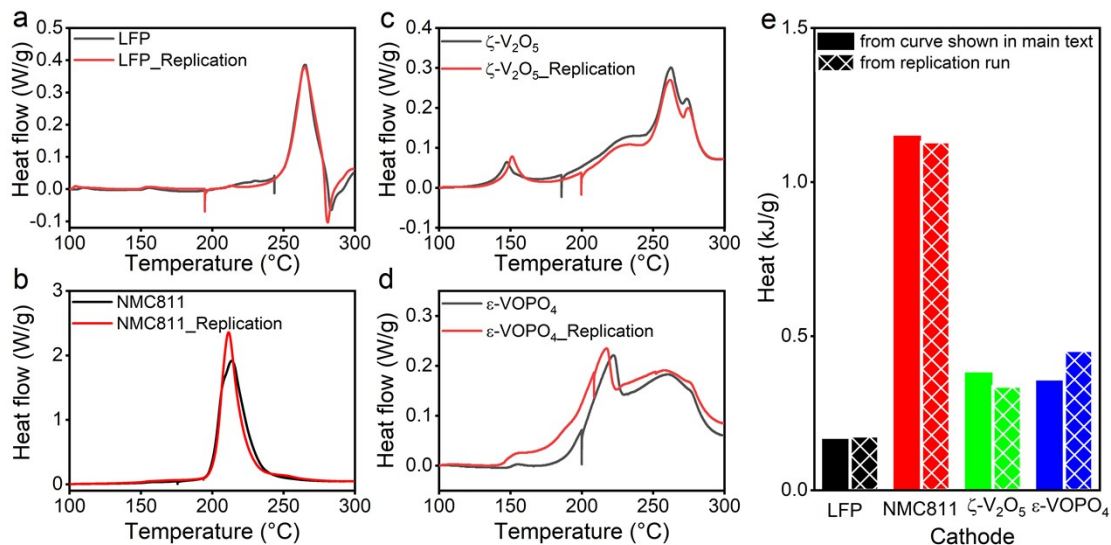 a
LFP
LFP_Replication
Heat flow (W/g)
0.5
0.4
0.3
0.2
0.1
0.0
-0.1
100 150 200 250 300
Temperature (°C)
b
NMC811
NMC811_Replication
Heat flow (W/g)
3
2
1
0
100 150 200 250 300
Temperature (°C)
c
ζ-V₂O₅
ζ-V₂O₅_Replication
Heat flow (W/g)
0.4
0.3
0.2
0.1
0.0
-0.1
100 150 200 250 300
Temperature (°C)
d
ε-VOPO₄
ε-VOPO₄_Replication
Heat flow (W/g)
0.3
0.2
0.1
0.0
100 150 200 250 300
Temperature (°C)
e
from curve shown in main text
from replication run
Heat (kJ/g)
1.5
1.0
0.5
0.0
LFP NMC811 ζ-V₂O₅ ε-VOPO₄
Cathode